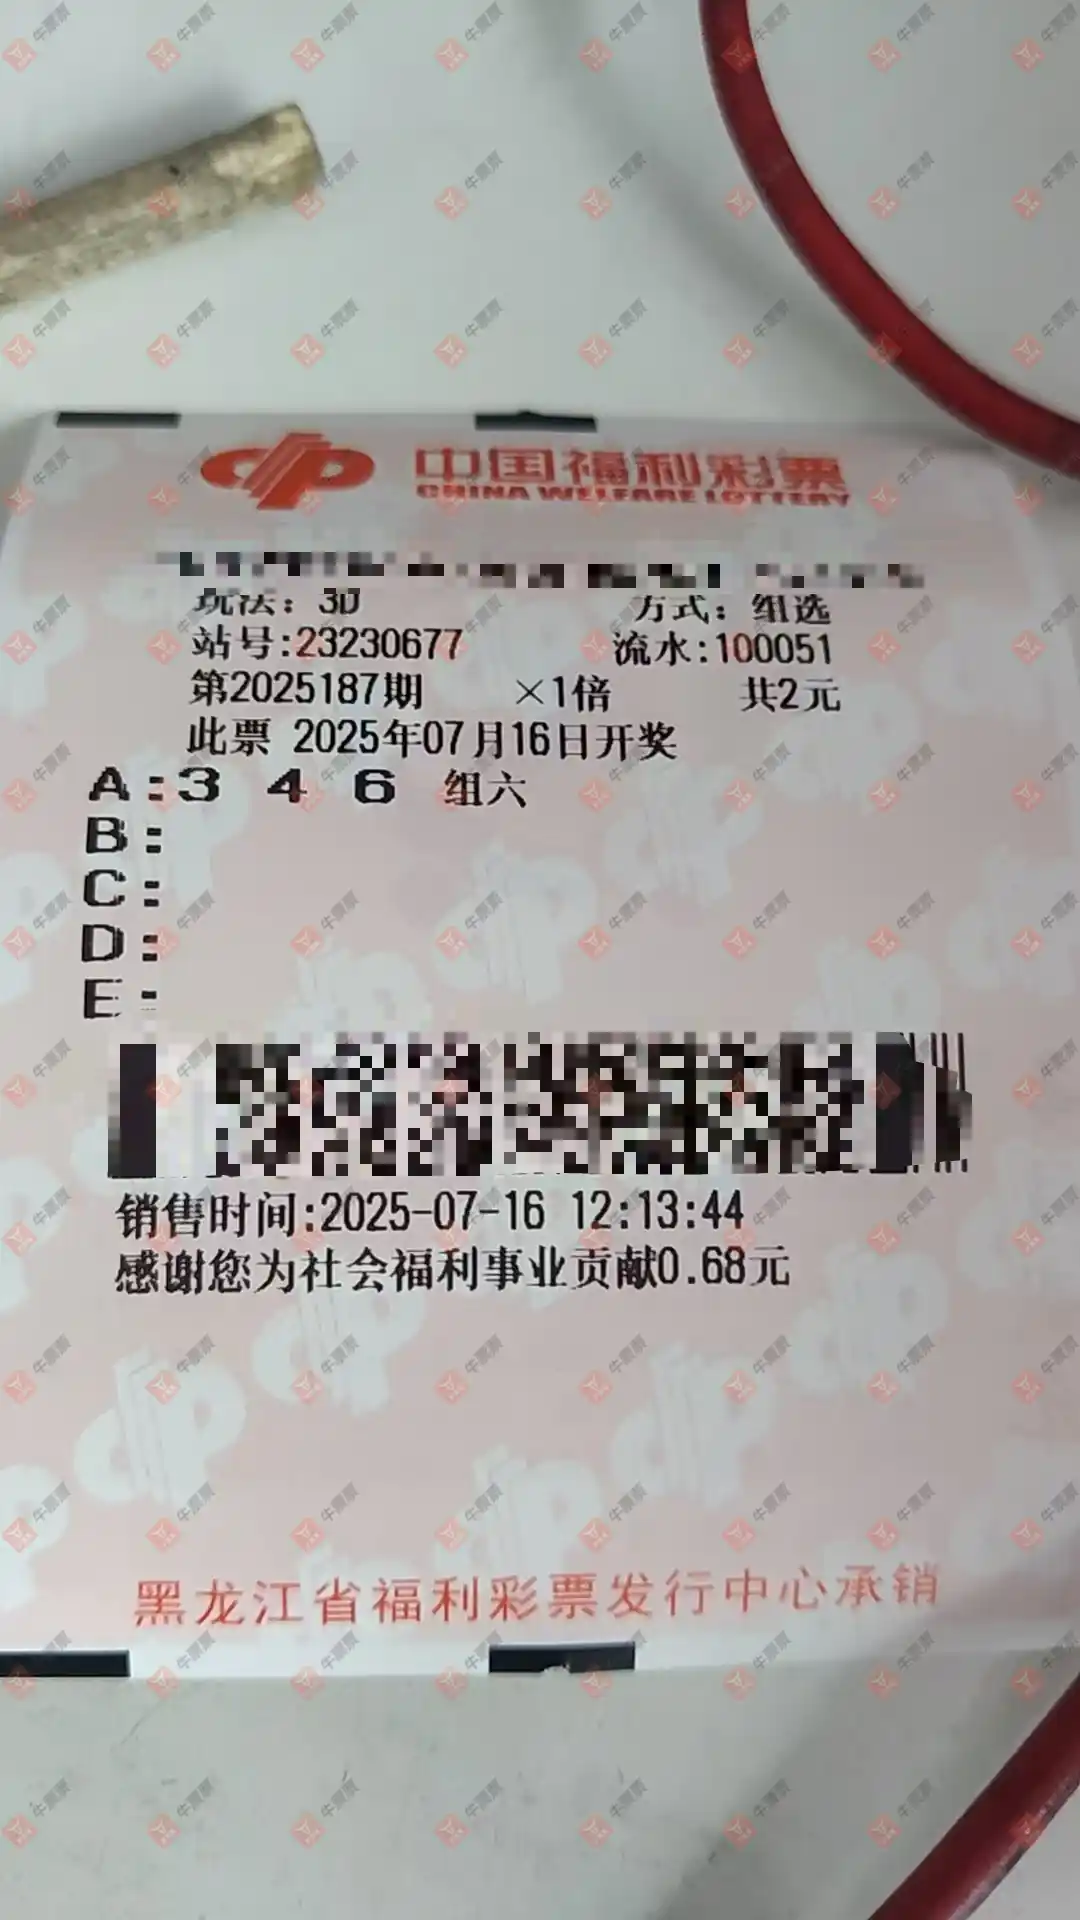 中国福利彩票
CHINA WELFARE LOTTERY
玩法：3D 方式：组选
站号:23230677 流水:100051
第2025187期 ×1倍 共2元
此票 2025年07月16日开奖
A:3 4 6 组六
B:
C:
D:
E:
销售时间:2025-07-16 12:13:44
感谢您为社会福利事业贡献0.68元
黑龙江省福利彩票发行中心承销
牛票票